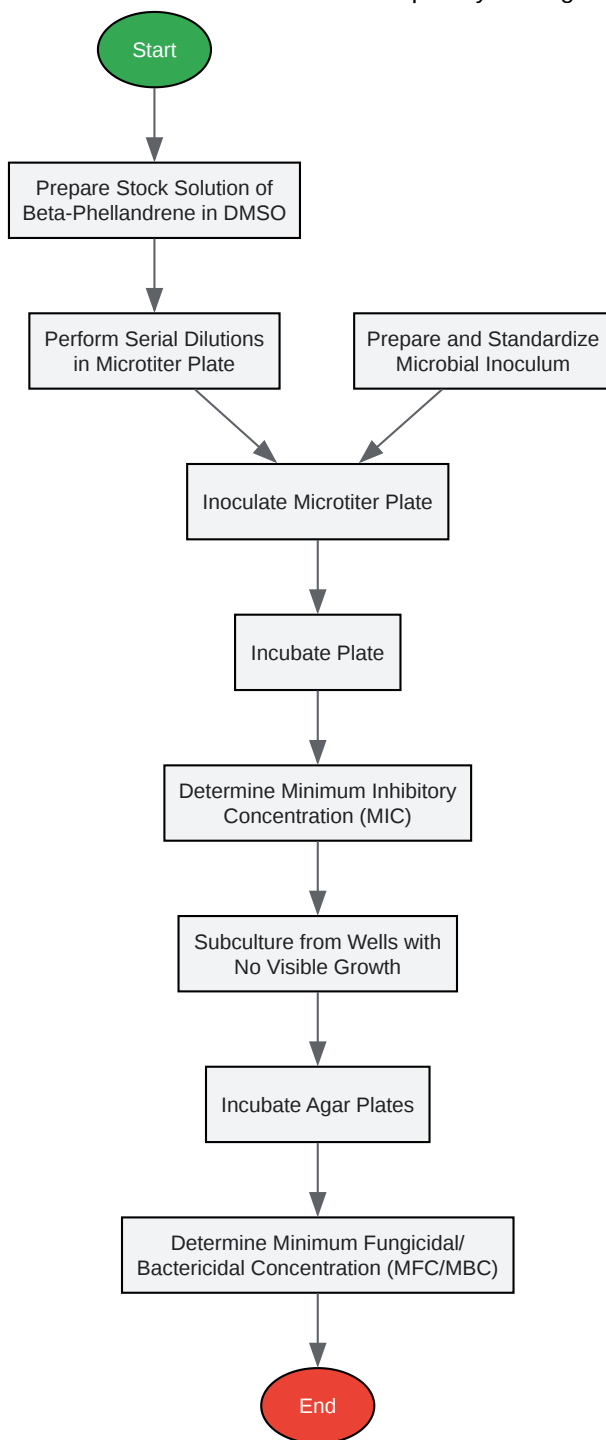 Start
Prepare Stock Solution of
Beta-Phellandrene in DMSO
Perform Serial Dilutions
in Microtiter Plate
Prepare and Standardize
Microbial Inoculum
Inoculate Microtiter Plate
Incubate Plate
Determine Minimum Inhibitory
Concentration (MIC)
Subculture from Wells with
No Visible Growth
Incubate Agar Plates
Determine Minimum Fungicidal/
Bactericidal Concentration (MFC/MBC)
End